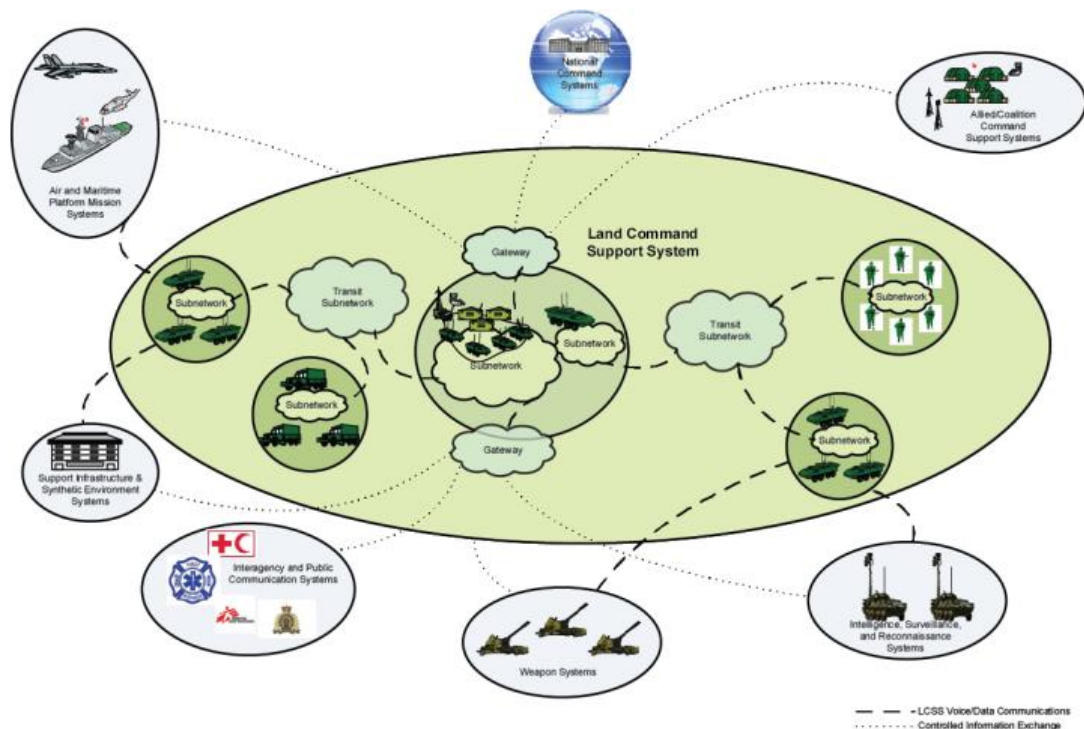 National
Command
Systems
Allied/Coalition
Command
Support Systems
Air and Maritime
Platform Mission
Systems
Land Command
Support System
Gateway
Subnetwork
Transit
Subnetwork
Subnetwork
Subnetwork
Transit
Subnetwork
Subnetwork
Subnetwork
Subnetwork
Gateway
Support Infrastructure &
Synthetic Environment
Systems
Interagency and Public
Communication Systems
Weapon Systems
Intelligence, Surveillance,
and Reconnaissance
Systems
LCSS Voice/Data Communications
Controlled Information Exchange